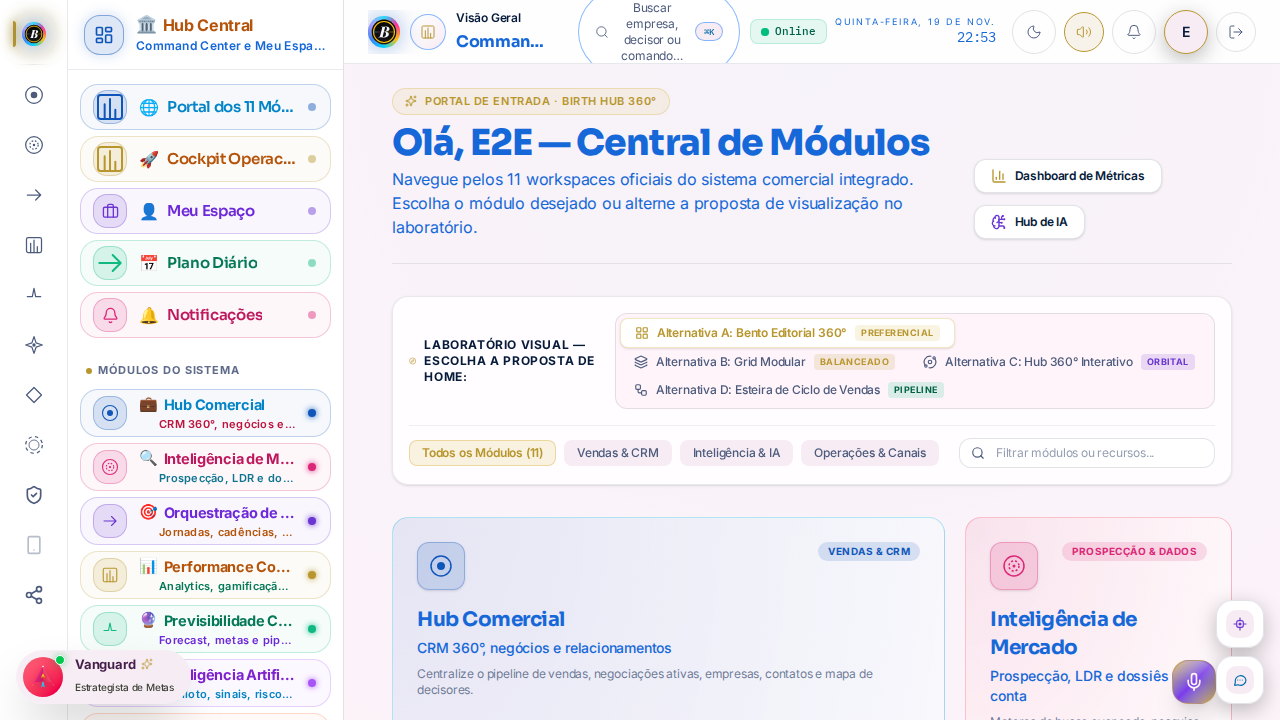 Hub Central
Command Center e Meu Espa...
Portal dos 11 Mó...
Cockpit Operac...
Meu Espaço
Plano Diário
Notificações
MÓDULOS DO SISTEMA
Hub Comercial
CRM 360°, negócios e...
Inteligência de M...
Prospecção, LDR e do...
Orquestração de ...
Jornadas, cadências, ...
Performance Co...
Analytics, gamificaçã...
Previsibilidade C...
Forecast, metas e pip...
Vanguard
Estrategista de Metas
B
Visão Geral
Comman...
Buscar
empresa,
decisor ou
comando...
⌘K
Online
QUINTA-FEIRA, 19 DE NOV.
22:53
E
PORTAL DE ENTRADA · BIRTH HUB 360°
Olá, E2E — Central de Módulos
Navegue pelos 11 workspaces oficiais do sistema comercial integrado.
Escolha o módulo desejado ou alterne a proposta de visualização no
laboratório.
Dashboard de Métricas
Hub de IA
LABORATÓRIO VISUAL —
ESCOLHA A PROPOSTA DE
HOME:
Alternativa A: Bento Editorial 360° PREFERENCIAL
Alternativa B: Grid Modular BALANCEADO
Alternativa C: Hub 360° Interativo ORBITAL
Alternativa D: Esteira de Ciclo de Vendas PIPELINE
Todos os Módulos (11)
Vendas & CRM
Inteligência & IA
Operações & Canais
Filtrar módulos ou recursos...
VENDAS & CRM
Hub Comercial
CRM 360°, negócios e relacionamentos
Centralize o pipeline de vendas, negociações ativas, empresas, contatos e mapa de
decisores.
PROSPECÇÃO & DADOS
Inteligência de
Mercado
Prospecção, LDR e dossiês
conta